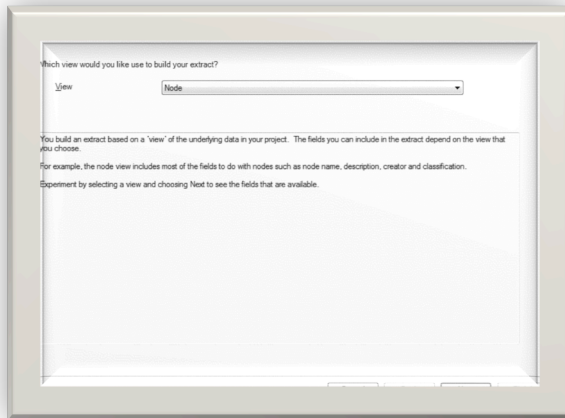 Which view would you like use to build your extract?
View
Node
You build an extract based on a 'view' of the underlying data in your project. The fields you can include in the extract depend on the view that
you choose.
For example, the node view includes most of the fields to do with nodes such as node name, description, creator and classification.
Experiment by selecting a view and choosing Next to see the fields that are available.